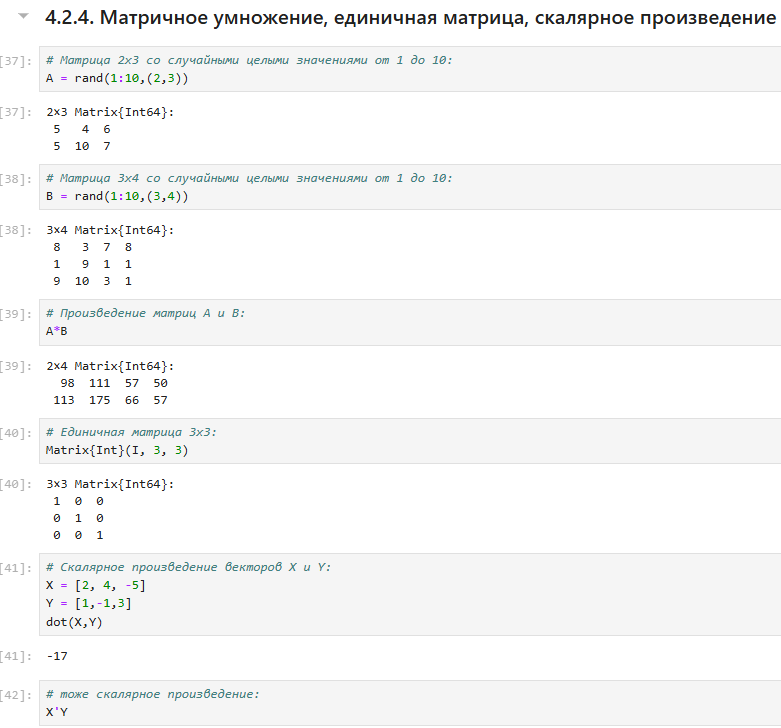 4.2.4. Матричное умножение, единичная матрица, скалярное произведение
[37]: # Матрица 2x3 со случайными целыми значениями от 1 до 10:
A = rand(1:10,(2,3))
[37]: 2×3 Matrix{Int64}:
5 4 6
5 10 7
[38]: # Матрица 3x4 со случайными целыми значениями от 1 до 10:
B = rand(1:10,(3,4))
[38]: 3×4 Matrix{Int64}:
8 3 7 8
1 9 1 1
9 10 3 1
[39]: # Произведение матриц A и B:
A*B
[39]: 2×4 Matrix{Int64}:
98 111 57 50
113 175 66 57
[40]: # Единичная матрица 3x3:
Matrix{Int}(I, 3, 3)
[40]: 3×3 Matrix{Int64}:
1 0 0
0 1 0
0 0 1
[41]: # Скалярное произведение векторов X и Y:
X = [2, 4, -5]
Y = [1,-1,3]
dot(X,Y)
[41]: -17
[42]: # тоже скалярное произведение:
X'Y